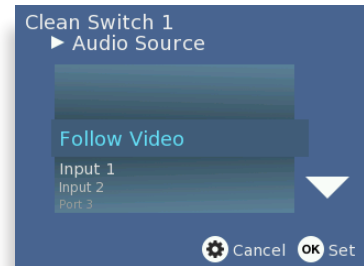 Clean Switch 1
Audio Source
Follow Video
Input 1
Input 2
Port 3
Cancel OK Set